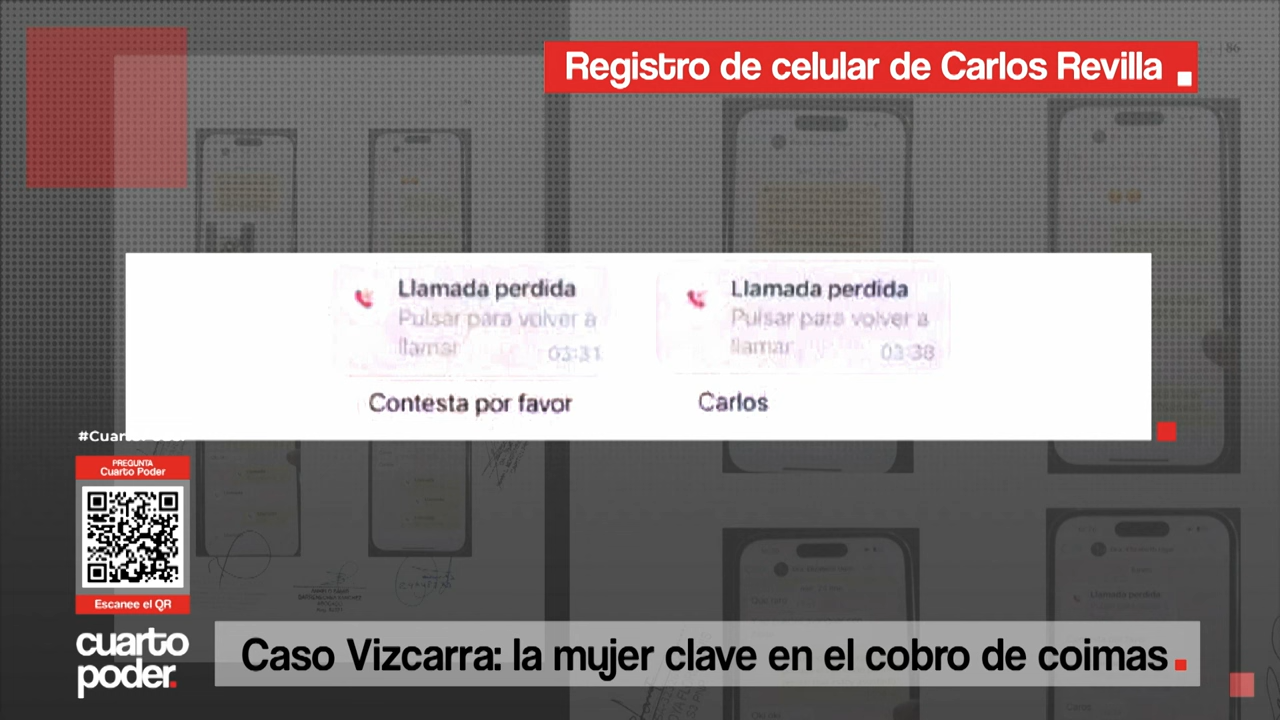 Registro de celular de Carlos Revilla
Llamada perdida
Pulsar para volver a
llamar 03:31
Contesta por favor
Llamada perdida
Pulsar para volver a
llamar 03:38
Carlos
PREGUNTA
Cuarto Poder
Escanee el QR
cuarto
poder.
Caso Vizcarra: la mujer clave en el cobro de coimas
Llamada perdida